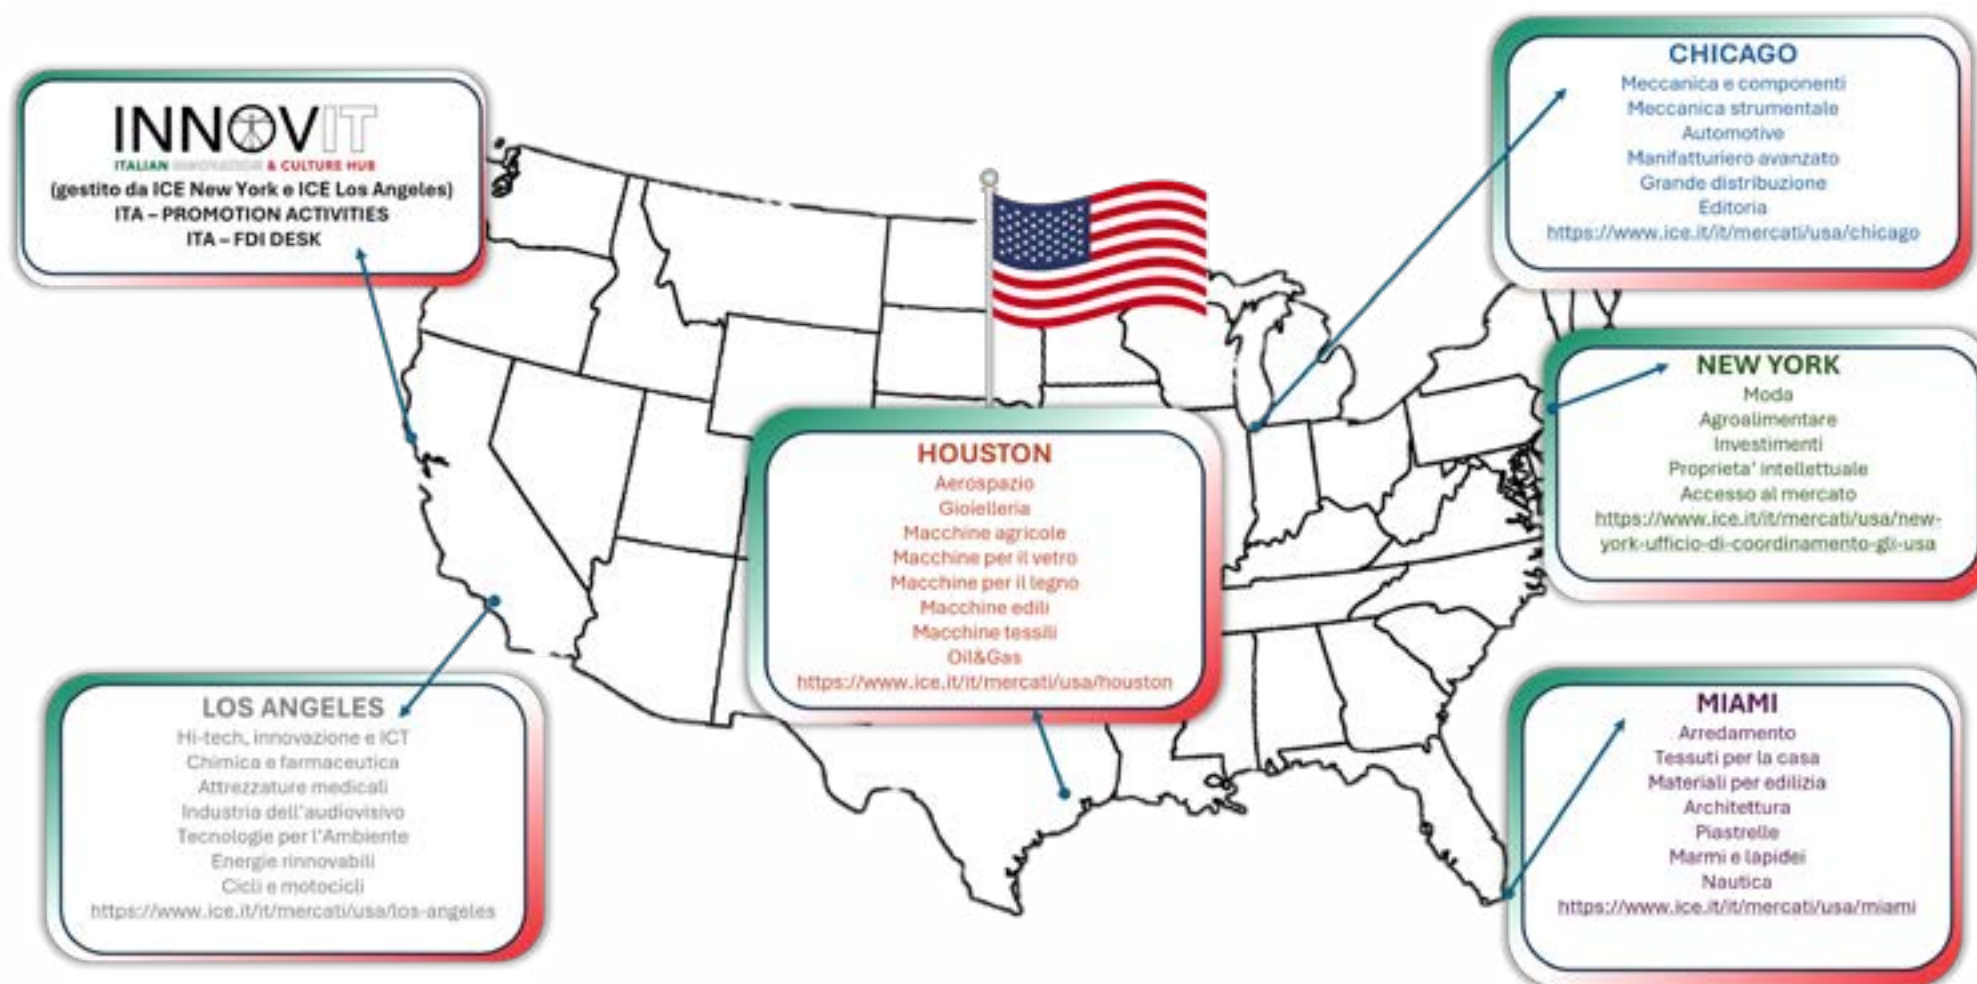 INNOVIT
ITALIAN INNOVATION & CULTURE HUB
(gestito da ICE New York e ICE Los Angeles)
ITA – PROMOTION ACTIVITIES
ITA – FDI DESK
CHICAGO
Meccanica e componenti
Meccanica strumentale
Automotive
Manifatturiero avanzato
Grande distribuzione
Editoria
https://www.ice.it/it/mercati/usa/chicago
NEW YORK
Moda
Agroalimentare
Investimenti
Proprieta' intellettuale
Accesso al mercato
https://www.ice.it/it/mercati/usa/new-
york-ufficio-di-coordinamento-gli-usa
HOUSTON
Aerospazio
Gioielleria
Macchine agricole
Macchine per il vetro
Macchine per il legno
Macchine edili
Macchine tessili
Oil&Gas
https://www.ice.it/it/mercati/usa/houston
LOS ANGELES
Hi-tech, innovazione e ICT
Chimica e farmaceutica
Attrezzature medicali
Industria dell'audiovisivo
Tecnologie per l'Ambiente
Energie rinnovabili
Cicli e motocicli
https://www.ice.it/it/mercati/usa/los-angeles
MIAMI
Arredamento
Tessuti per la casa
Materiali per edilizia
Architettura
Piastrelle
Marmi e lapidei
Nautica
https://www.ice.it/it/mercati/usa/miami